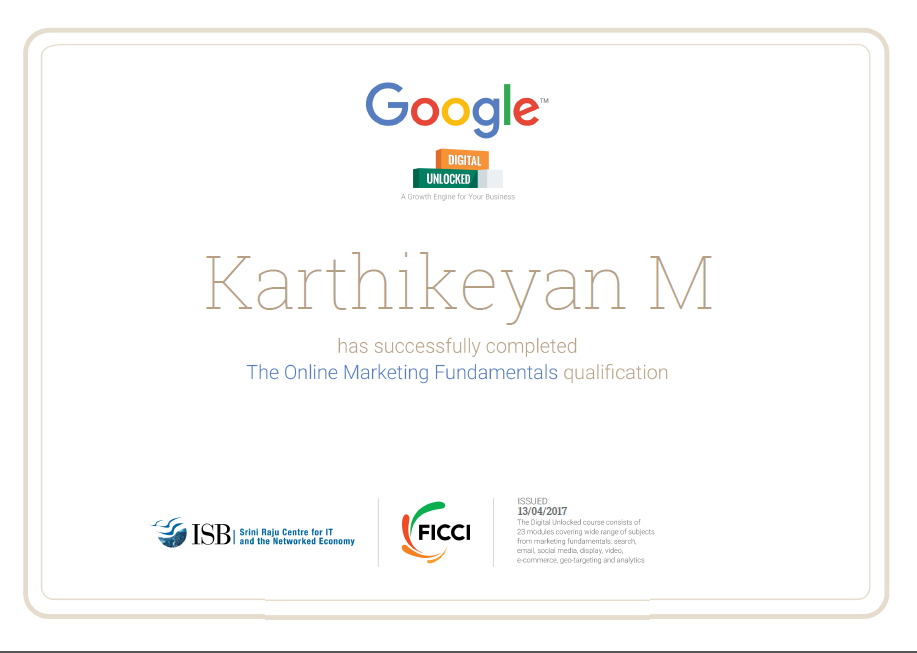 Google™
DIGITAL
UNLOCKED
A Growth Engine for Your Business
Karthikeyan M
has successfully completed
The Online Marketing Fundamentals qualification
ISB
Srini Raju Centre for IT
and the Networked Economy
FICCI
ISSUED:
13/04/2017
The Digital Unlocked course consists of
23 modules covering wide range of subjects
from marketing fundamentals: search,
email, social media, display, video,
e-commerce, geo-targeting and analytics